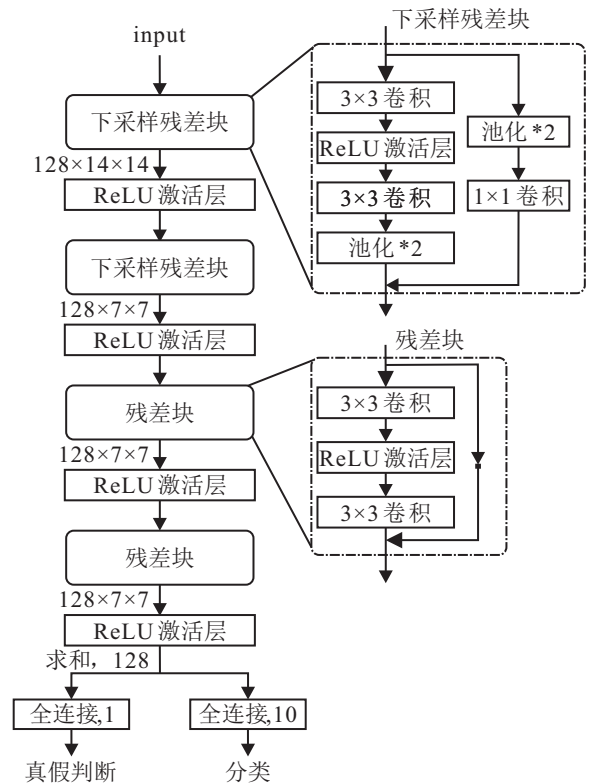 input
下采样残差块
128×14×14
ReLU 激活层
下采样残差块
128×7×7
ReLU 激活层
残差块
128×7×7
ReLU 激活层
残差块
128×7×7
ReLU 激活层
求和，128
全连接,1
全连接,10
真假判断
分类
下采样残差块
3×3 卷积
ReLU 激活层
3×3 卷积
池化 *2
池化 *2
1×1 卷积
残差块
3×3 卷积
ReLU 激活层
3×3 卷积